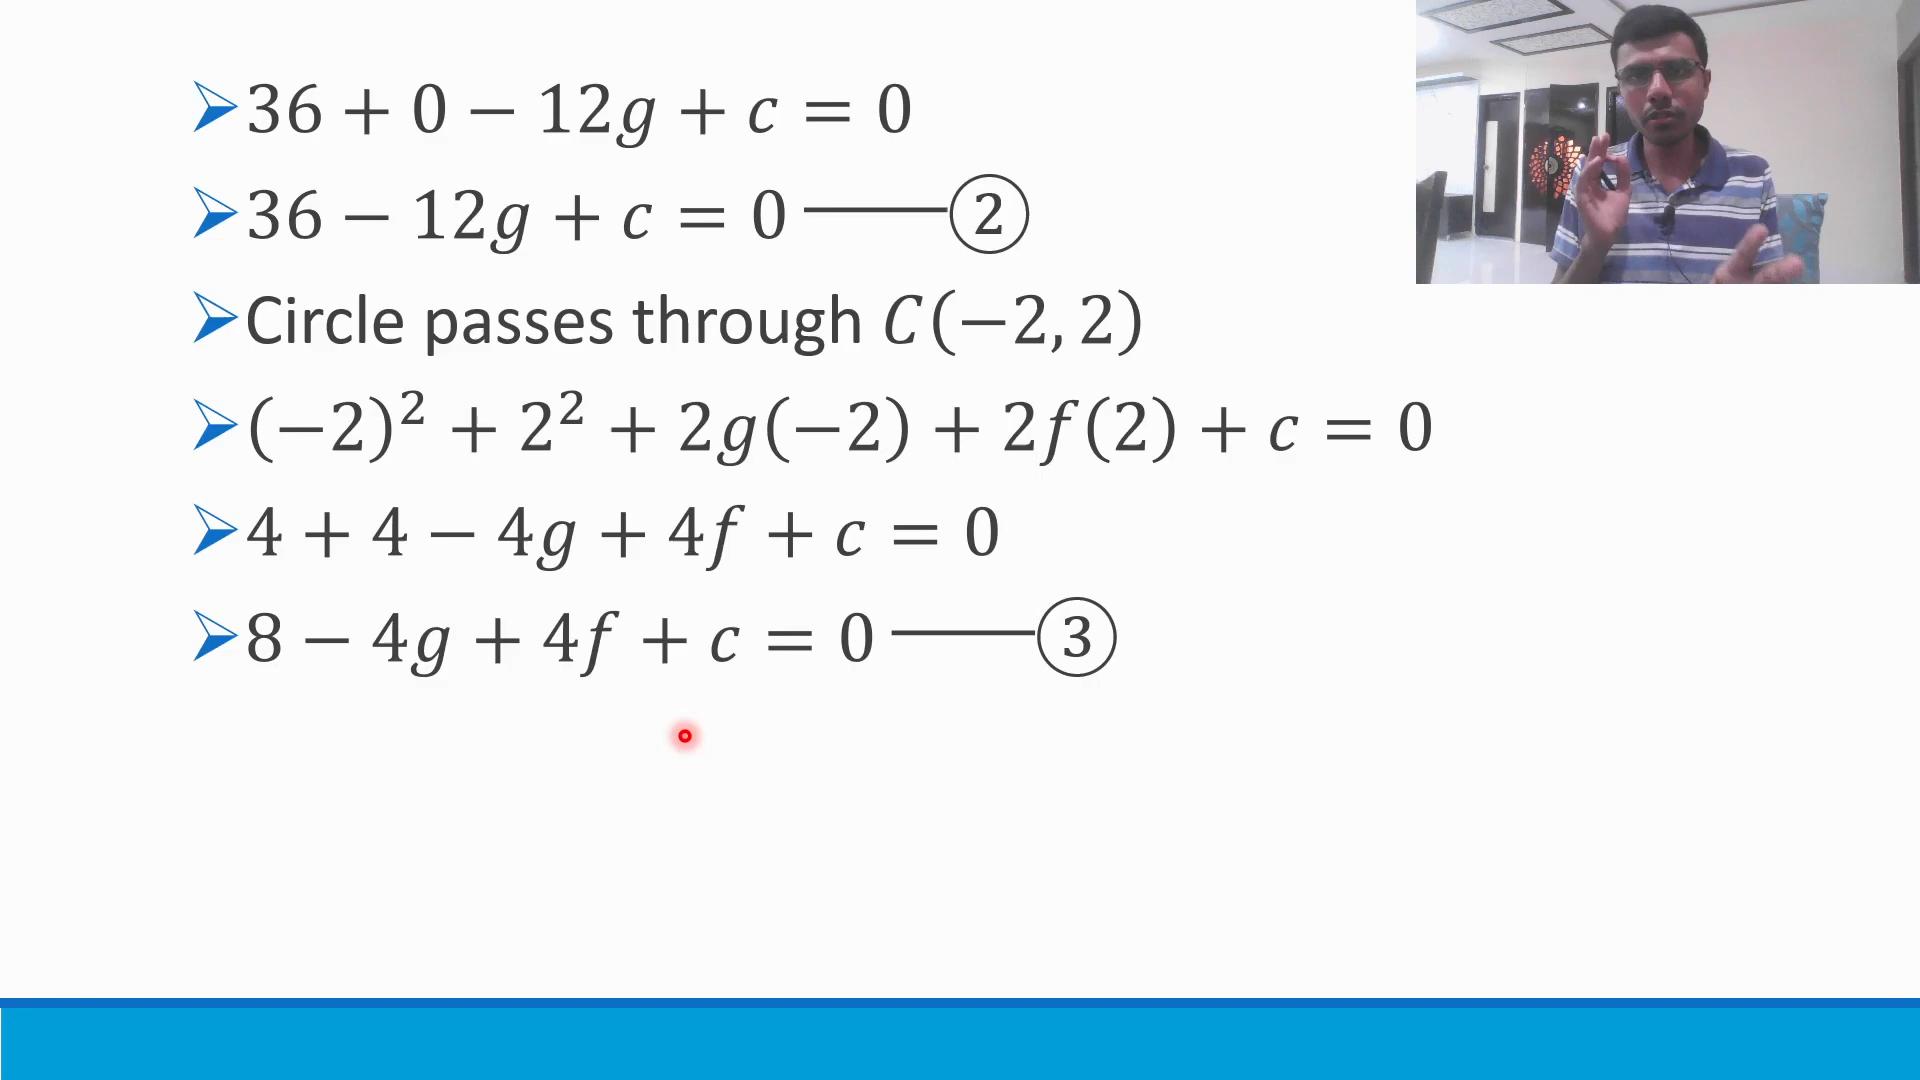 36 + 0 − 12g + c = 0
36 − 12g + c = 0 —— ②
Circle passes through C(−2, 2)
(−2)² + 2² + 2g(−2) + 2f(2) + c = 0
4 + 4 − 4g + 4f + c = 0
8 − 4g + 4f + c = 0 —— ③